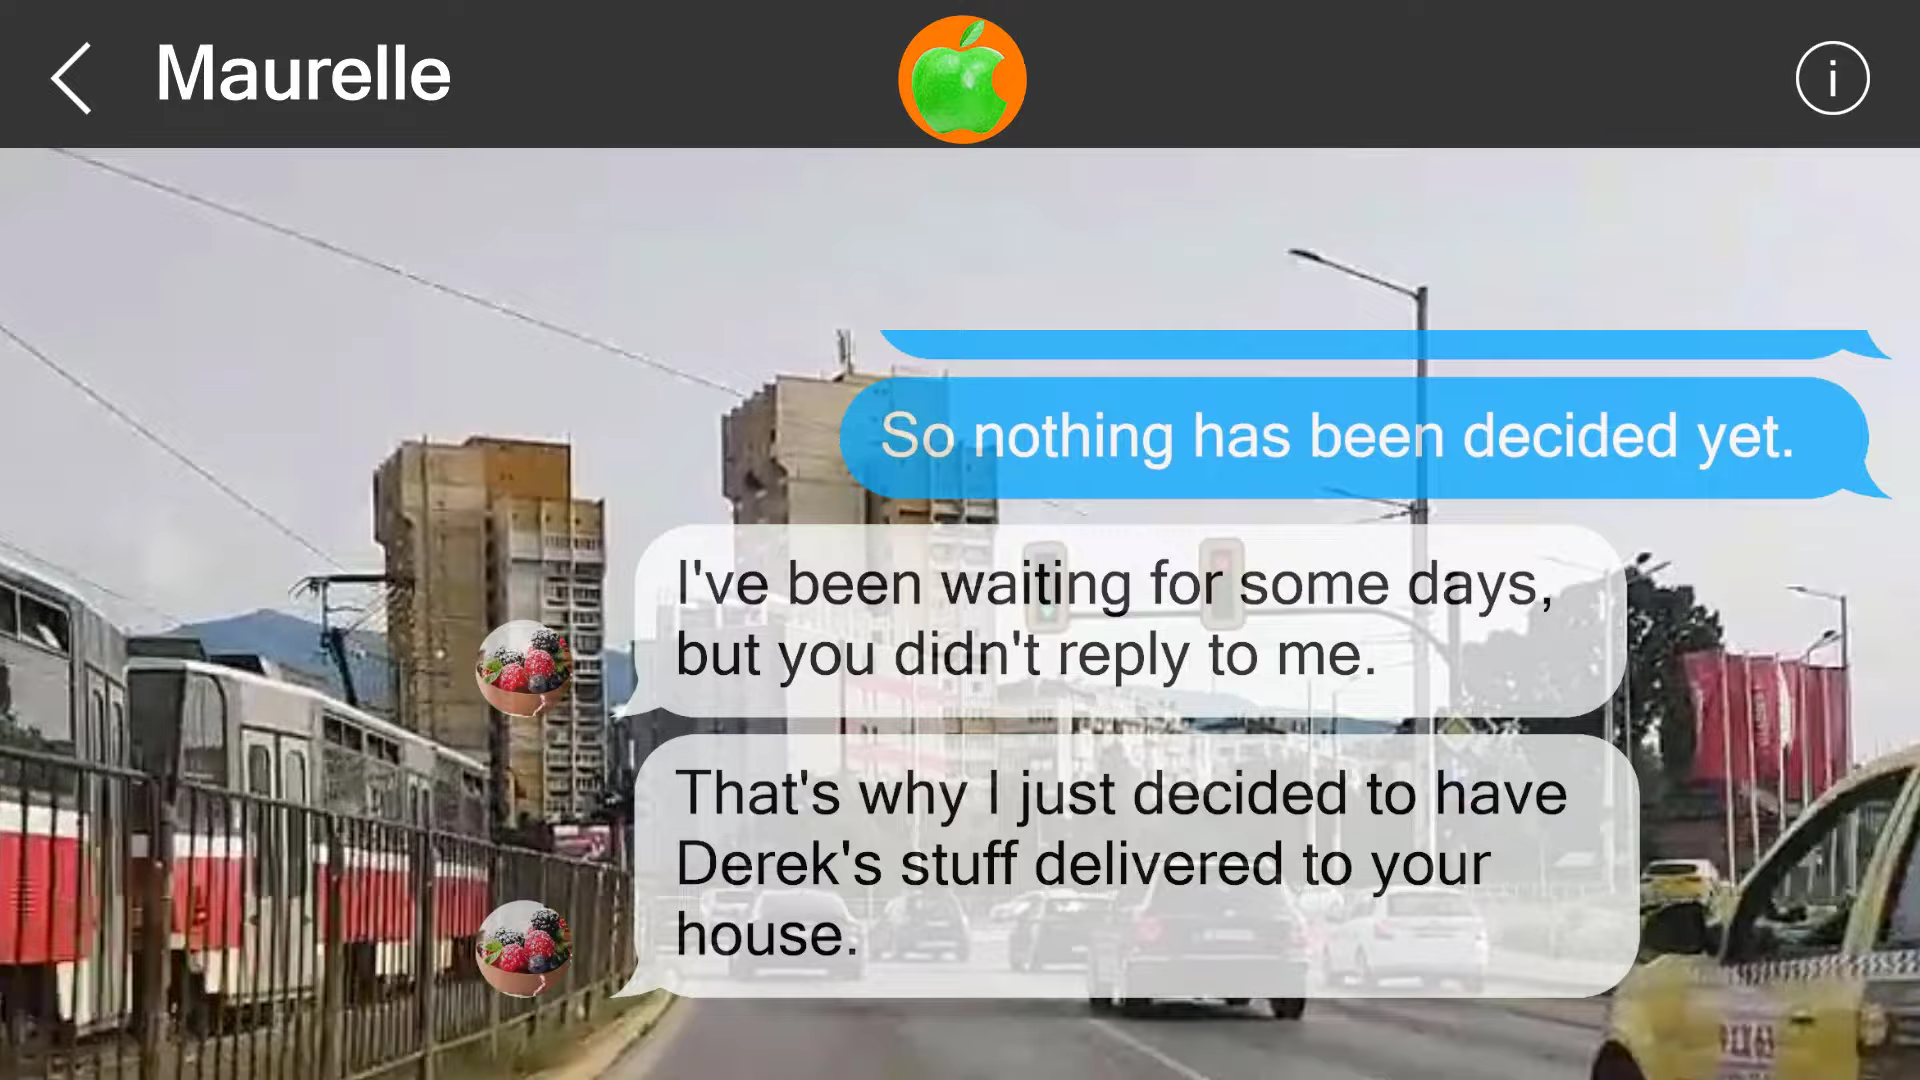 Maurelle
So nothing has been decided yet.
I've been waiting for some days,
but you didn't reply to me.
That's why I just decided to have
Derek's stuff delivered to your
house.